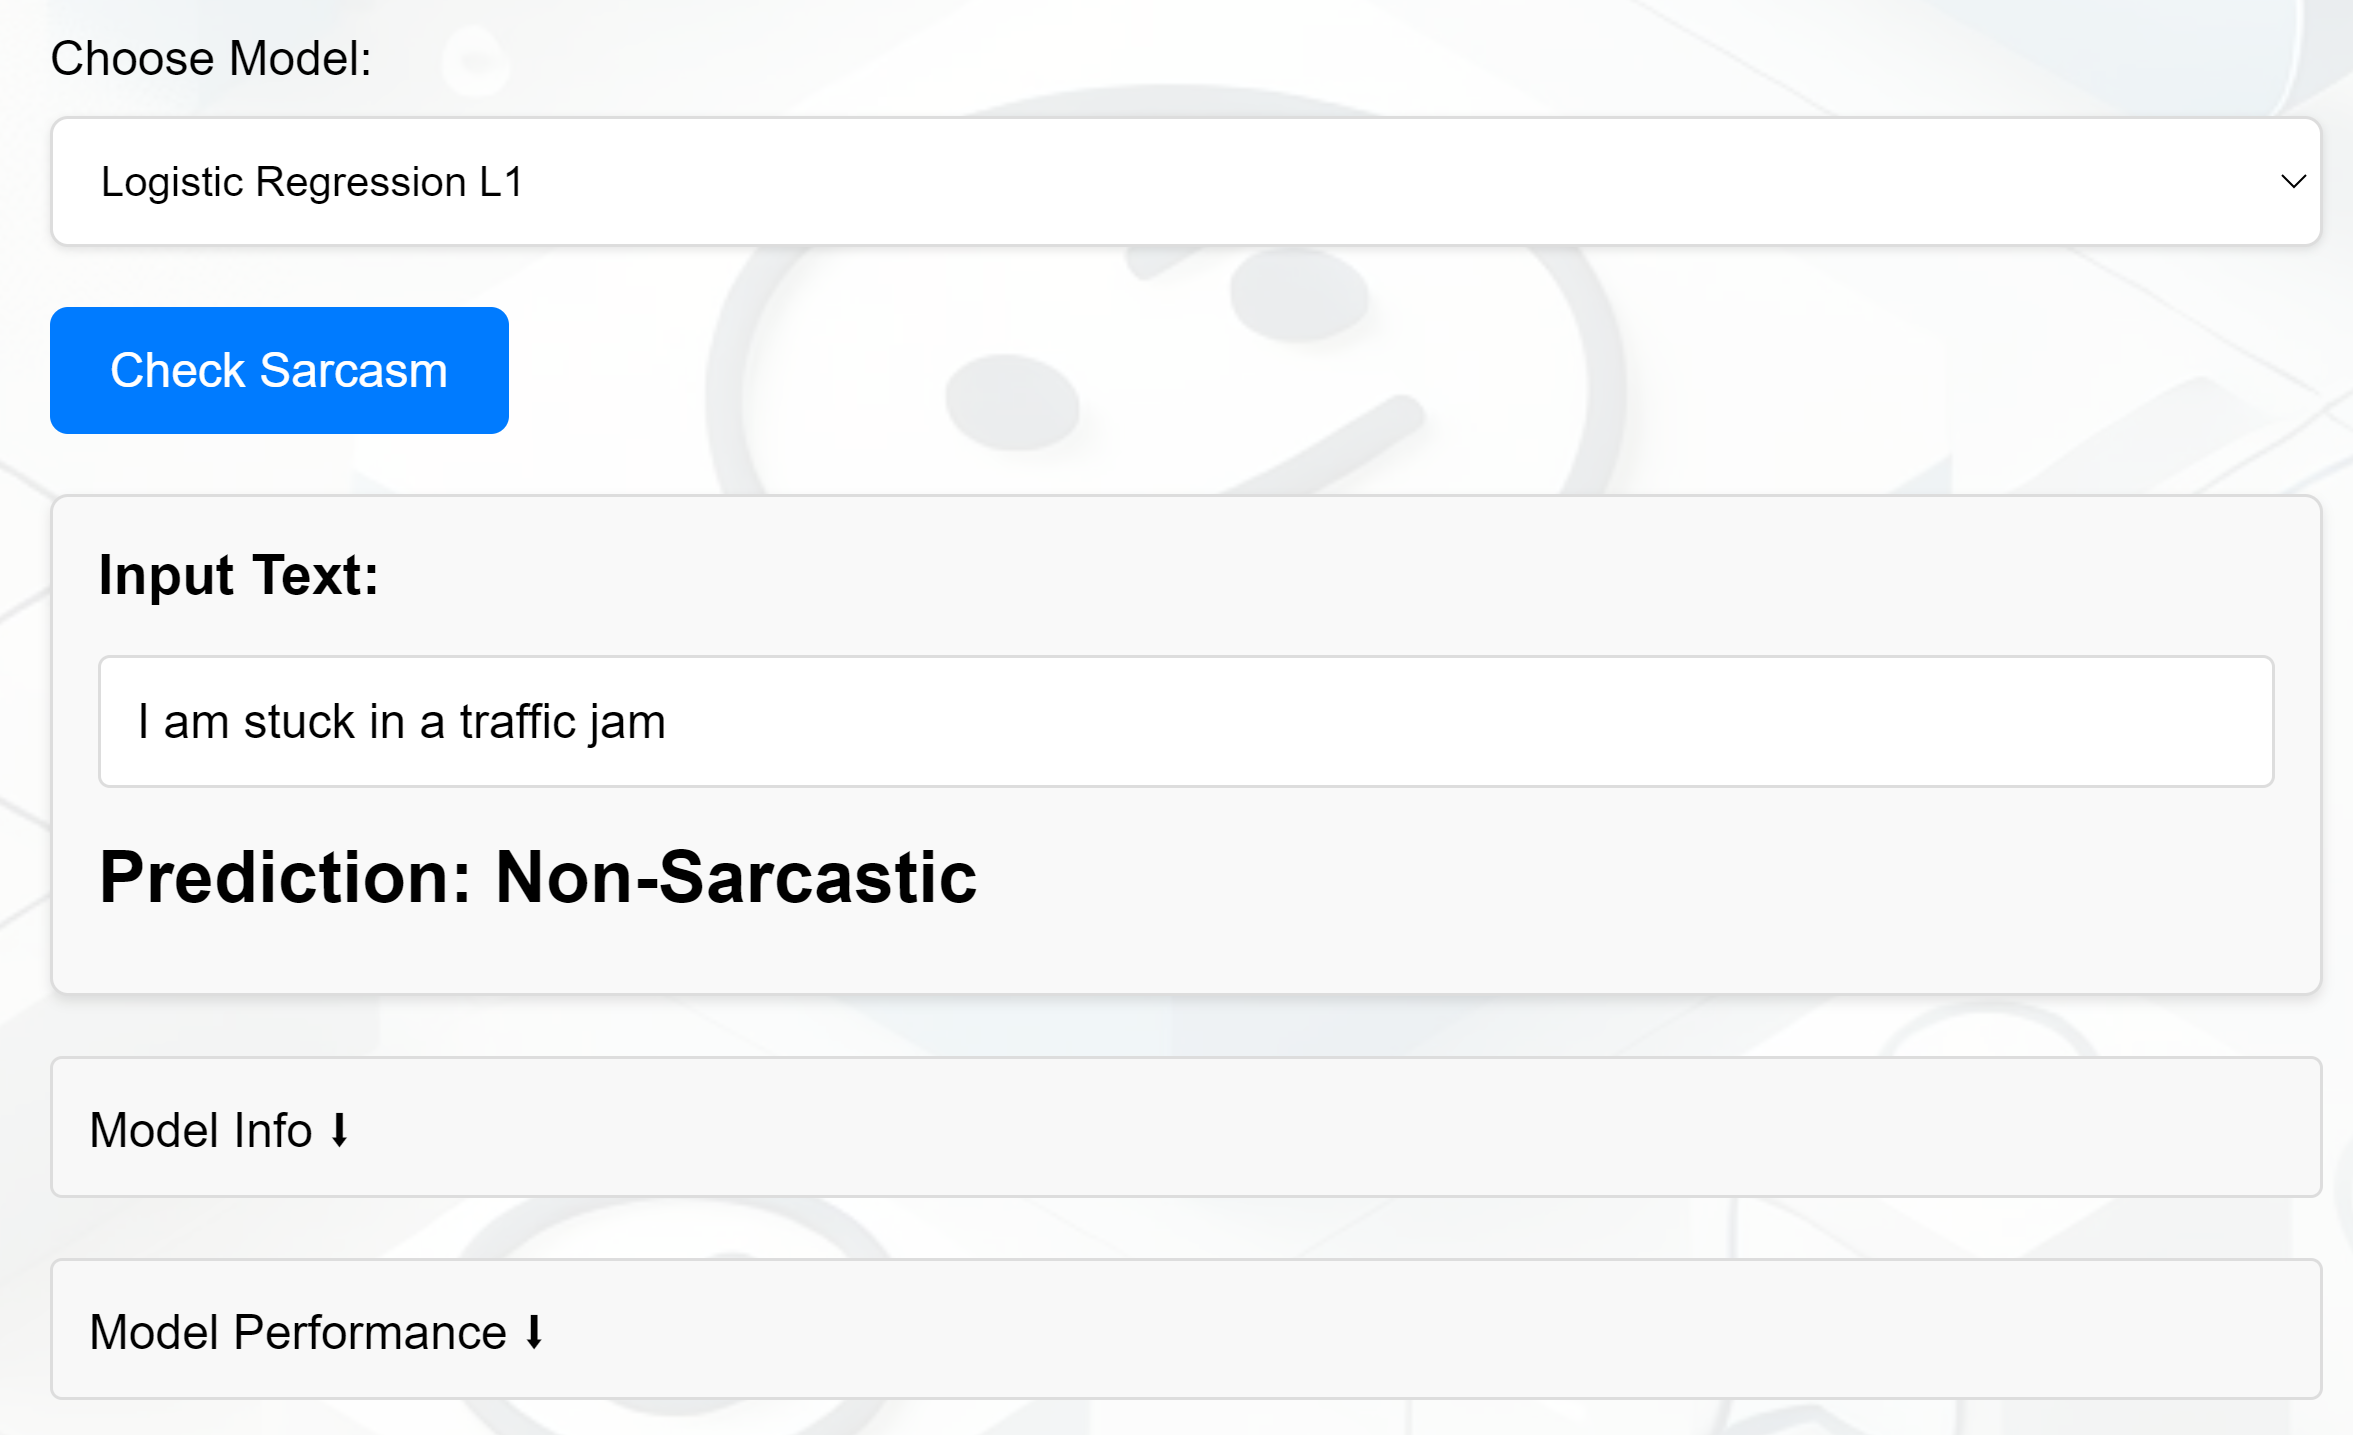 Choose Model:
Logistic Regression L1
Check Sarcasm
Input Text:
I am stuck in a traffic jam
Prediction: Non-Sarcastic
Model Info ⬇
Model Performance ⬇